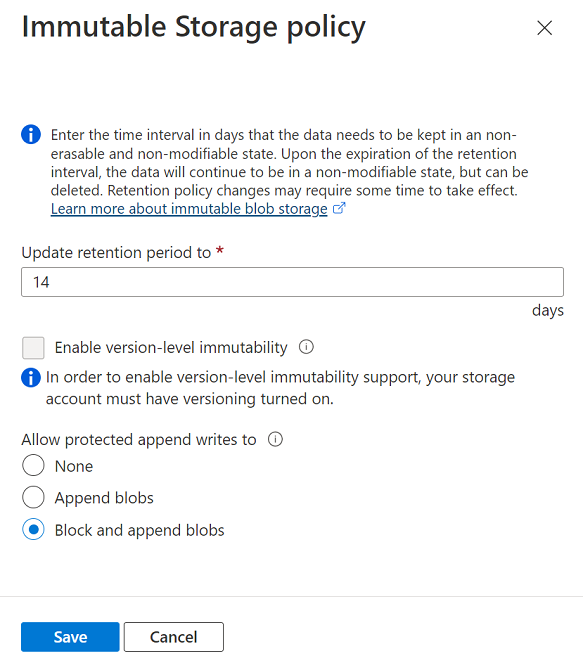 Immutable Storage policy
Enter the time interval in days that the data needs to be kept in an non-
erasable and non-modifiable state. Upon the expiration of the retention
interval, the data will continue to be in a non-modifiable state, but can be
deleted. Retention policy changes may require some time to take effect.
Learn more about immutable blob storage
Update retention period to *
14
days
Enable version-level immutability
In order to enable version-level immutability support, your storage
account must have versioning turned on.
Allow protected append writes to
None
Append blobs
Block and append blobs
Save Cancel